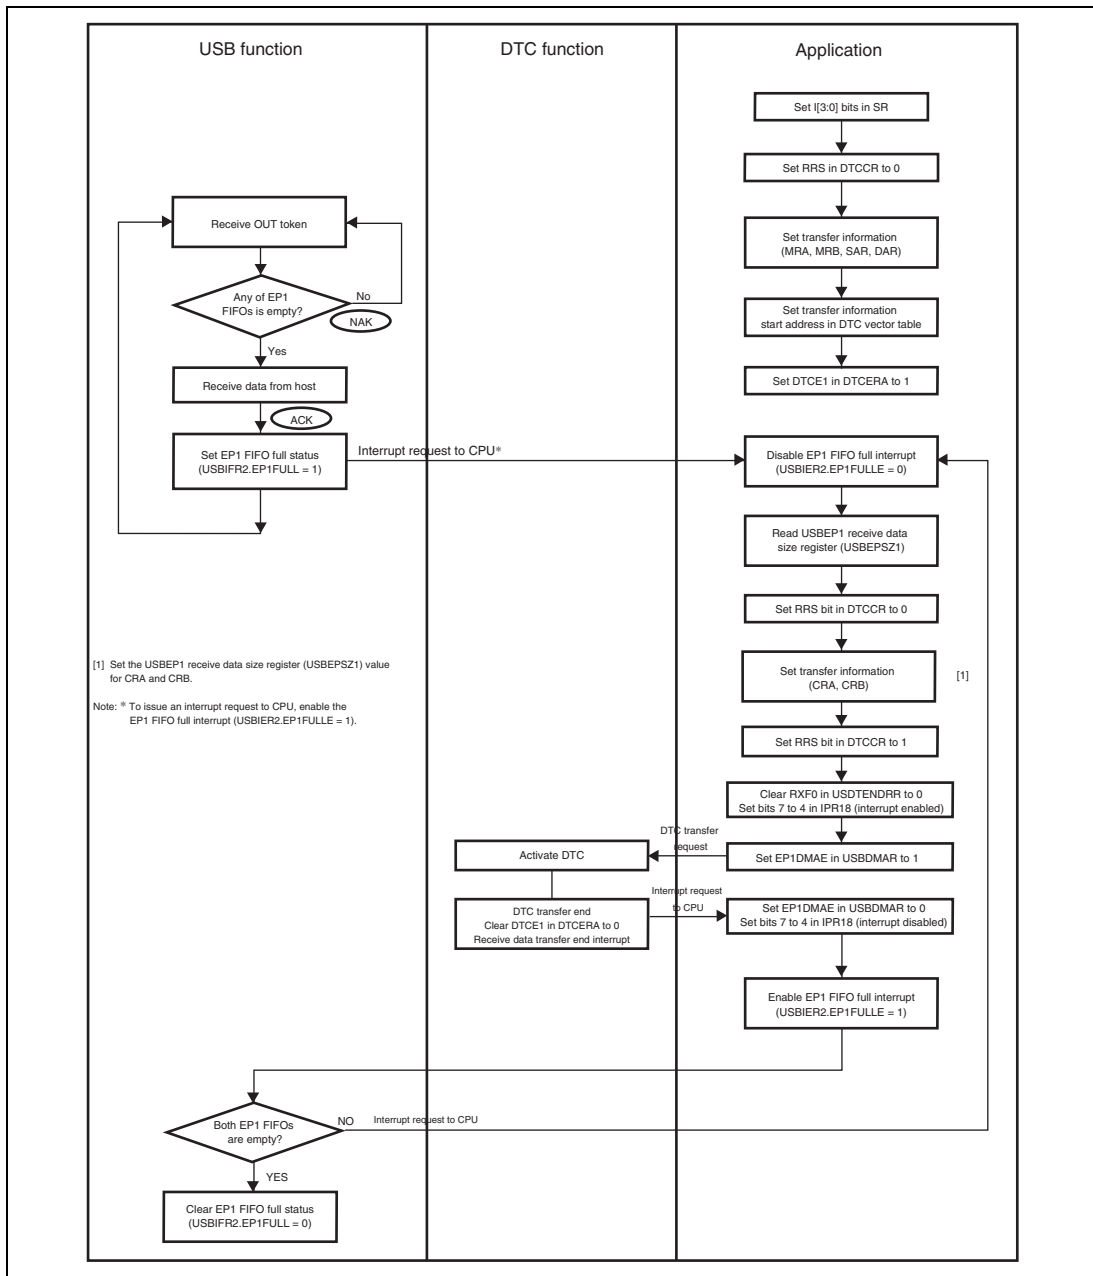 USB function
DTC function
Application
Set I[3:0] bits in SR
Set RRS in DTCCR to 0
Set transfer information
(MRA, MRB, SAR, DAR)
Set transfer information
start address in DTC vector table
Set DTCE1 in DTCERA to 1
Receive OUT token
Any of EP1
FIFOs is empty?
No
NAK
Yes
Receive data from host
ACK
Set EP1 FIFO full status
(USBIFR2.EP1FULL = 1)
Interrupt request to CPU*
Disable EP1 FIFO full interrupt
(USBIER2.EP1FULLE = 0)
Read USBEP1 receive data
size register (USBEPSZ1)
Set RRS bit in DTCCR to 0
Set transfer information
(CRA, CRB)
[1]
Set RRS bit in DTCCR to 1
Clear RXF0 in USDTENDRR to 0
Set bits 7 to 4 in IPR18 (interrupt enabled)
[1] Set the USBEP1 receive data size register (USBEPSZ1) value
for CRA and CRB.
Note: * To issue an interrupt request to CPU, enable the
EP1 FIFO full interrupt (USBIER2.EP1FULLE = 1).
DTC transfer
request
Activate DTC
Set EP1DMAE in USBDMAR to 1
Interrupt request
to CPU
DTC transfer end
Clear DTCE1 in DTCERA to 0
Receive data transfer end interrupt
Set EP1DMAE in USBDMAR to 0
Set bits 7 to 4 in IPR18 (interrupt disabled)
Enable EP1 FIFO full interrupt
(USBIER2.EP1FULLE = 1)
Both EP1 FIFOs
are empty?
NO
Interrupt request to CPU
YES
Clear EP1 FIFO full status
(USBIFR2.EP1FULL = 0)